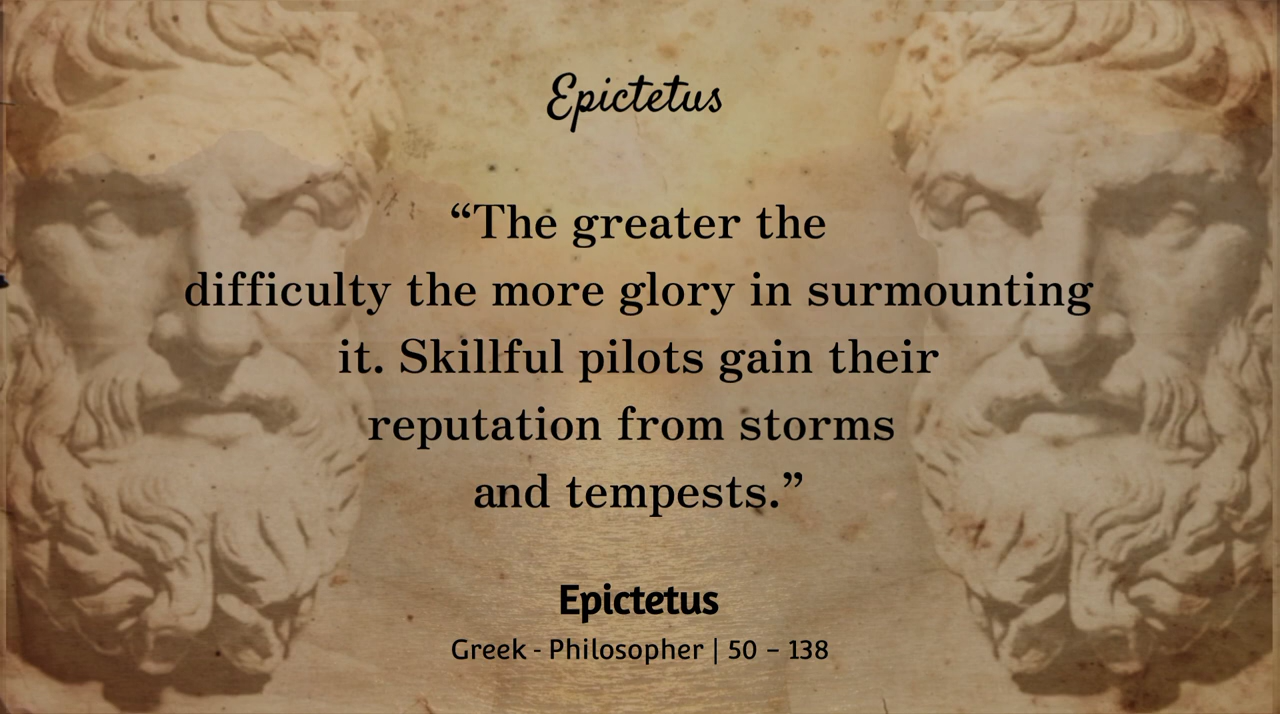 Epictetus
“The greater the
difficulty the more glory in surmounting
it. Skillful pilots gain their
reputation from storms
and tempests.”
Epictetus
Greek - Philosopher | 50 – 138